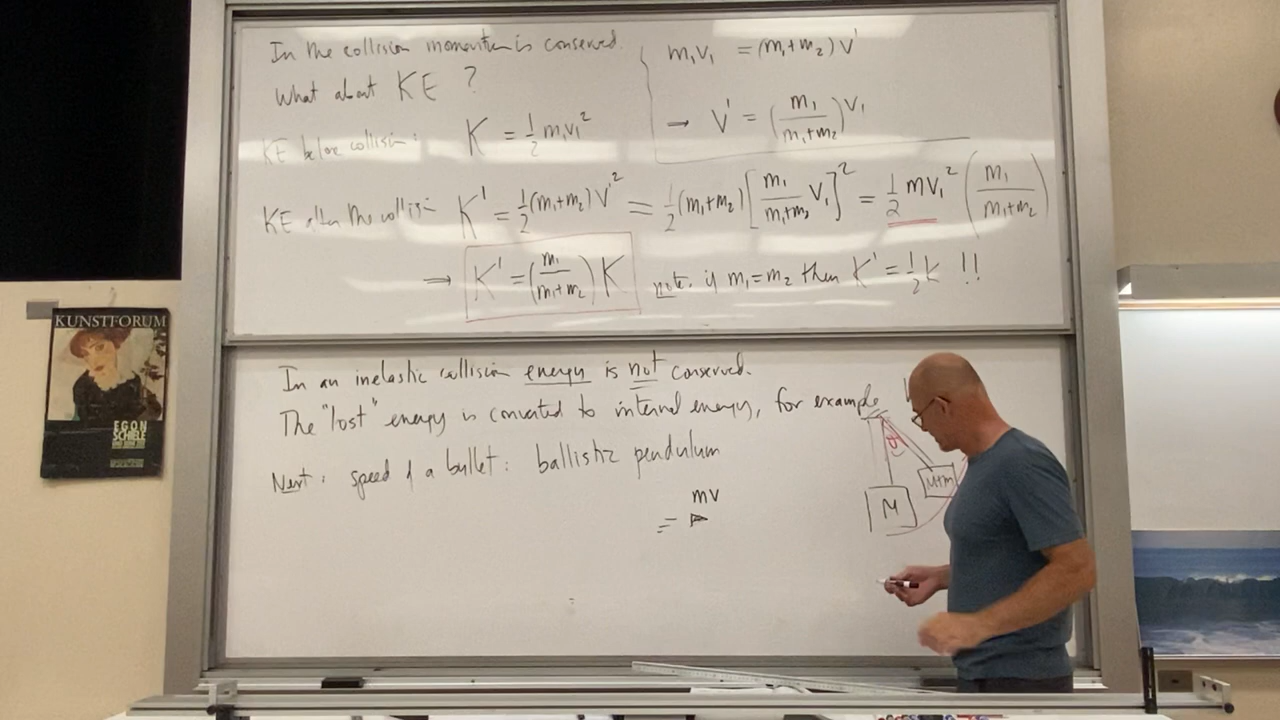 In the collision momentum is conserved.
What about KE ?
m₁v₁ = (m₁+m₂) v'
→ v' = (m₁/(m₁+m₂)) v₁
KE before collision: K = ½ m₁v₁²
KE after the collision K' = ½(m₁+m₂) V'² = ½(m₁+m₂) [m₁/(m₁+m₂) v₁]² = ½ mv₁² (m₁/(m₁+m₂))
→ K' = (m₁/(m₁+m₂)) K note: if m₁=m₂ then K' = ½K !!
In an inelastic collision energy is not conserved.
The "lost" energy is converted to internal energy, for example
Next: speed of a bullet: ballistic pendulum
mv
M
M+m
KUNSTFORUM
EGON
SCHIELE